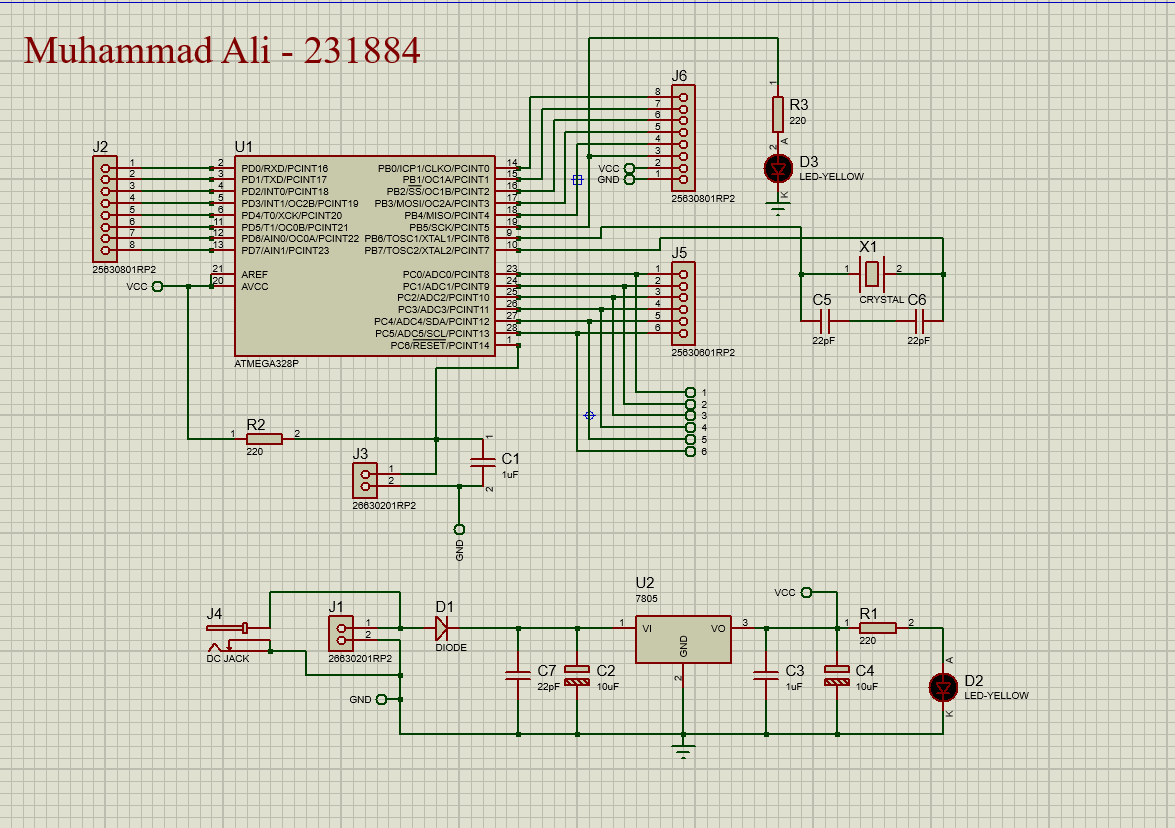 Muhammad Ali - 231884
J6
8
7
6
5
4
3
2
1
VCC
GND
25630801RP2
1
R3
220
2
A
D3
LED-YELLOW
K
J2
1
2
3
4
5
6
7
8
25630801RP2
U1
2 PD0/RXD/PCINT16
3 PD1/TXD/PCINT17
4 PD2/INT0/PCINT18
5 PD3/INT1/OC2B/PCINT19
6 PD4/T0/XCK/PCINT20
11 PD5/T1/OC0B/PCINT21
12 PD6/AIN0/OC0A/PCINT22
13 PD7/AIN1/PCINT23
21 AREF
20 AVCC
VCC
PB0/ICP1/CLKO/PCINT0 14
PB1/OC1A/PCINT1 15
PB2/SS/OC1B/PCINT2 16
PB3/MOSI/OC2A/PCINT3 17
PB4/MISO/PCINT4 18
PB5/SCK/PCINT5 19
PB6/TOSC1/XTAL1/PCINT6 9
PB7/TOSC2/XTAL2/PCINT7 10
PC0/ADC0/PCINT8 23
PC1/ADC1/PCINT9 24
PC2/ADC2/PCINT10 25
PC3/ADC3/PCINT11 26
PC4/ADC4/SDA/PCINT12 27
PC5/ADC5/SCL/PCINT13 28
PC6/RESET/PCINT14 1
ATMEGA328P
J5
1
2
3
4
5
6
25630601RP2
X1
1 2
CRYSTAL
C5
22pF
C6
22pF
1
2
3
4
5
6
R2
1 2
220
J3
1
2
26630201RP2
1
C1
1uF
2
GND
J4
DC JACK
J1
1
2
26630201RP2
GND
D1
DIODE
C7
22pF
C2
10uF
U2
7805
1 VI VO 3
GND
2
VCC
C3
1uF
C4
10uF
R1
1 2
220
A
D2
LED-YELLOW
K